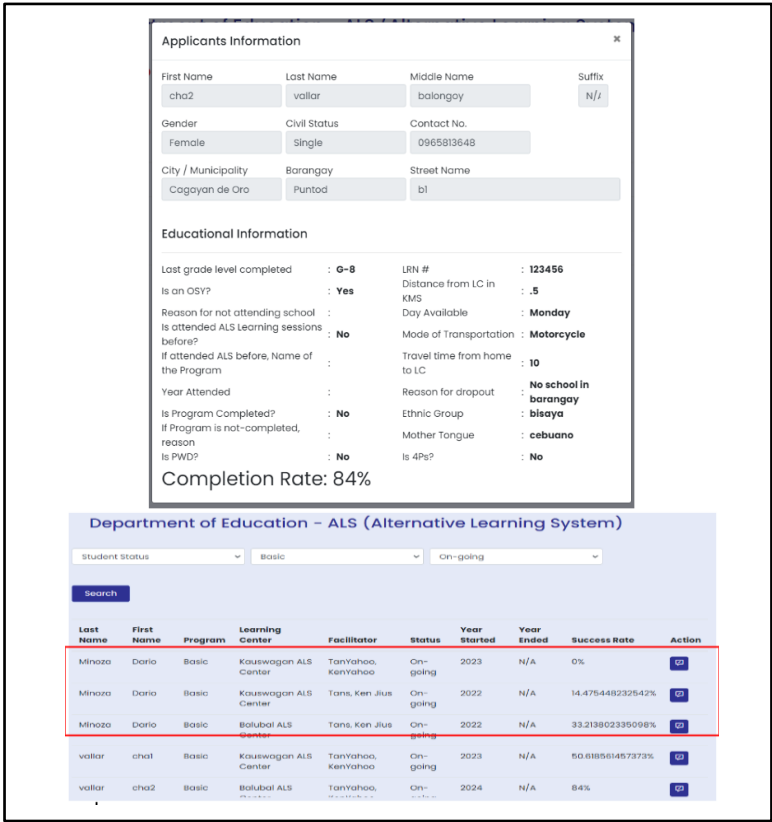 Applicants Information ×
First Name Last Name Middle Name Suffix
cha2 vallar balongoy N/
Gender Civil Status Contact No.
Female Single 0965813648
City / Municipality Barangay Street Name
Cagayan de Oro Puntod b1
Educational Information
Last grade level completed : G-8 LRN # : 123456
Is an OSY? : Yes Distance from LC in KMS : .5
Reason for not attending school : Day Available : Monday
Is attended ALS Learning sessions before? : No Mode of Transportation : Motorcycle
If attended ALS before, Name of the Program : Travel time from home to LC : 10
Year Attended : Reason for dropout : No school in barangay
Is Program Completed? : No Ethnic Group : bisaya
If Program is not-completed, reason : Mother Tongue : cebuano
Is PWD? : No Is 4Ps? : No
Completion Rate: 84%
Department of Education - ALS (Alternative Learning System)
Student Status Basic On-going
Search
Last Name First Name Program Learning Center Facilitator Status Year Started Year Ended Success Rate Action
Minoza Dario Basic Kauswagan ALS Center TanYahoo, KenYahoo On-going 2023 N/A 0%
Minoza Dario Basic Kauswagan ALS Center Tans, Ken Jius On-going 2022 N/A 14.475448232542%
Minoza Dario Basic Balubal ALS Center Tans, Ken Jius On-going 2022 N/A 33.213802335098%
vallar cha1 Basic Kauswagan ALS Center TanYahoo, KenYahoo On-going 2023 N/A 50.618561457373%
vallar cha2 Basic Balubal ALS TanYahoo, On- 2024 N/A 84%